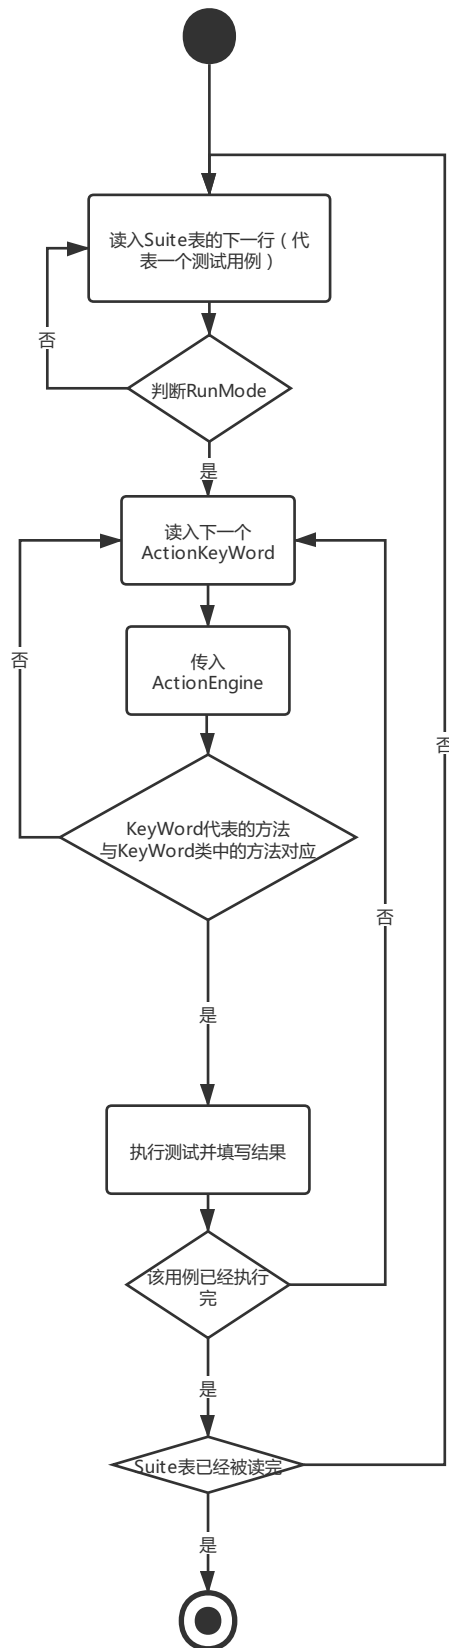 读入Suite表的下一行（代
表一个测试用例）
否
判断RunMode
是
读入下一个
ActionKeyWord
传入
ActionEngine
否
否
KeyWord代表的方法
与KeyWord类中的方法对应
否
是
执行测试并填写结果
该用例已经执行
完
是
Suite表已经被读完
是